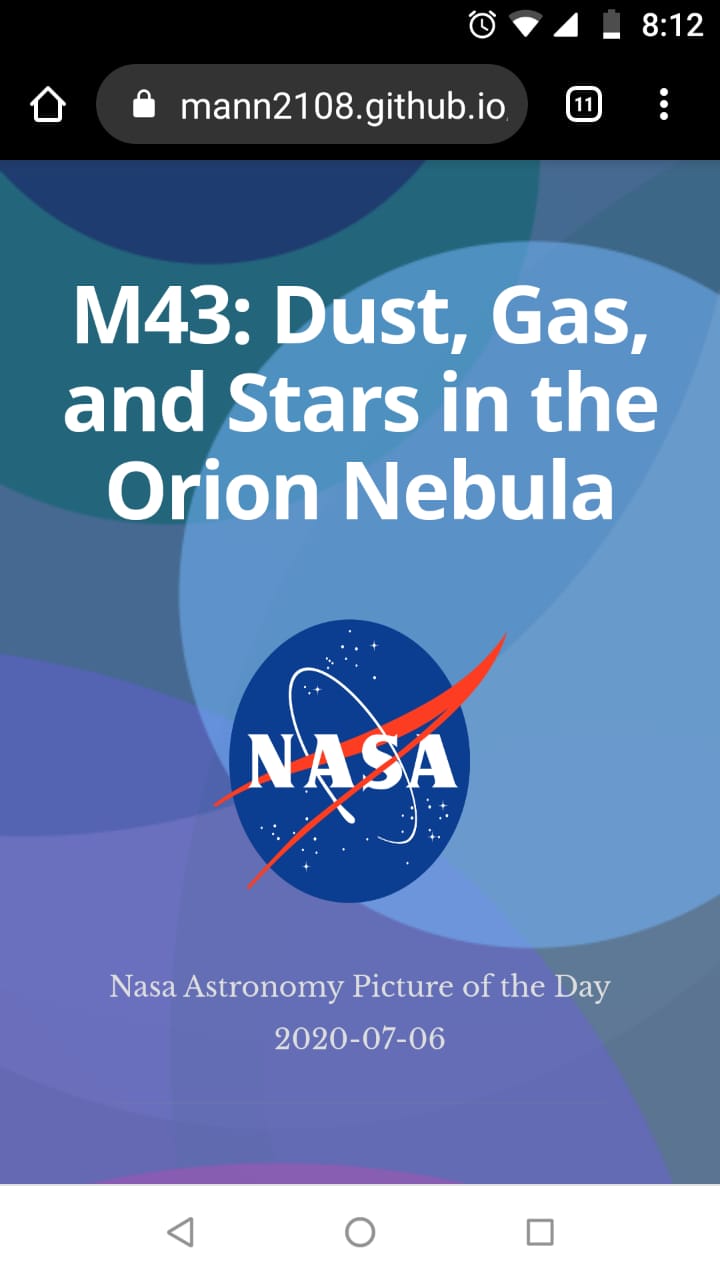 8:12
mann2108.github.io
11
M43: Dust, Gas,
and Stars in the
Orion Nebula
NASA
Nasa Astronomy Picture of the Day
2020-07-06